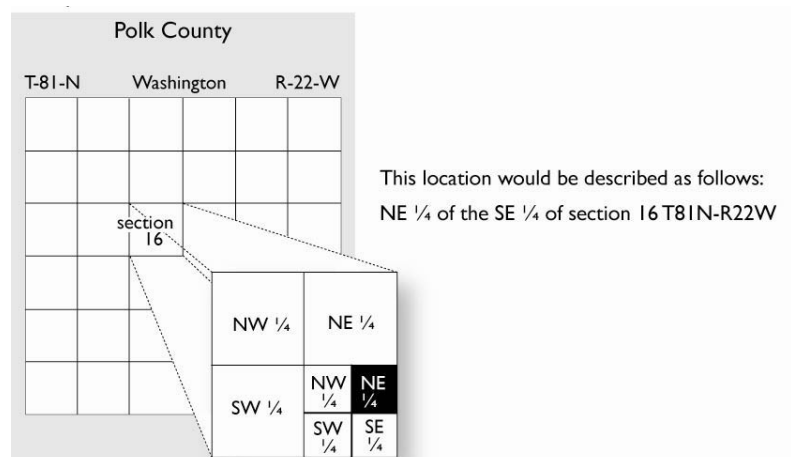 Polk County
T-81-N Washington R-22-W
section
16
This location would be described as follows:
NE ¼ of the SE ¼ of section 16 T81N-R22W
NW ¼ NE ¼
SW ¼
NW
¼
NE
¼
SW
¼
SE
¼